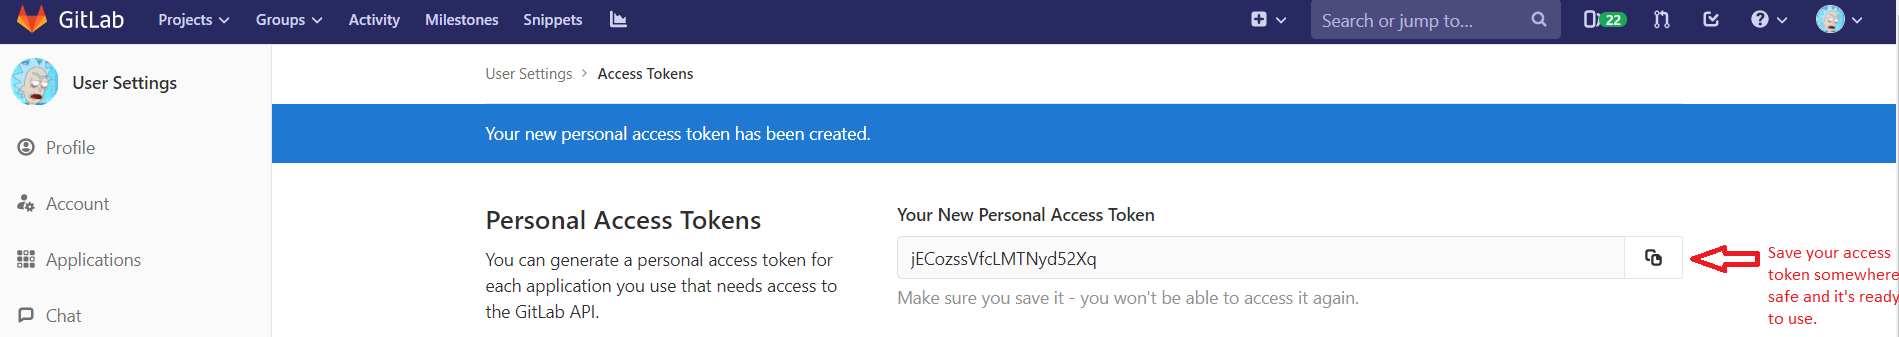 GitLab Projects Groups Activity Milestones Snippets Search or jump to... 22
User Settings
User Settings > Access Tokens
Your new personal access token has been created.
Profile
Account
Applications
Chat
Personal Access Tokens
You can generate a personal access token for
each application you use that needs access to
the GitLab API.
Your New Personal Access Token
jECozssVfcLMTNyd52Xq
Make sure you save it - you won't be able to access it again.
Save your access
token somewhere
safe and it's ready
to use.